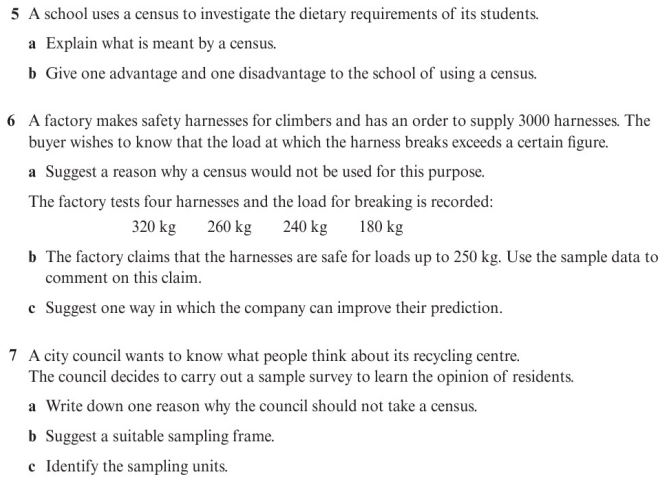 5 A school uses a census to investigate the dietary requirements of its students.
a Explain what is meant by a census.
b Give one advantage and one disadvantage to the school of using a census.
6 A factory makes safety harnesses for climbers and has an order to supply 3000 harnesses. The
buyer wishes to know that the load at which the harness breaks exceeds a certain figure.
a Suggest a reason why a census would not be used for this purpose.
The factory tests four harnesses and the load for breaking is recorded:
320 kg 260 kg 240 kg 180 kg
b The factory claims that the harnesses are safe for loads up to 250 kg. Use the sample data to
comment on this claim.
c Suggest one way in which the company can improve their prediction.
7 A city council wants to know what people think about its recycling centre.
The council decides to carry out a sample survey to learn the opinion of residents.
a Write down one reason why the council should not take a census.
b Suggest a suitable sampling frame.
c Identify the sampling units.